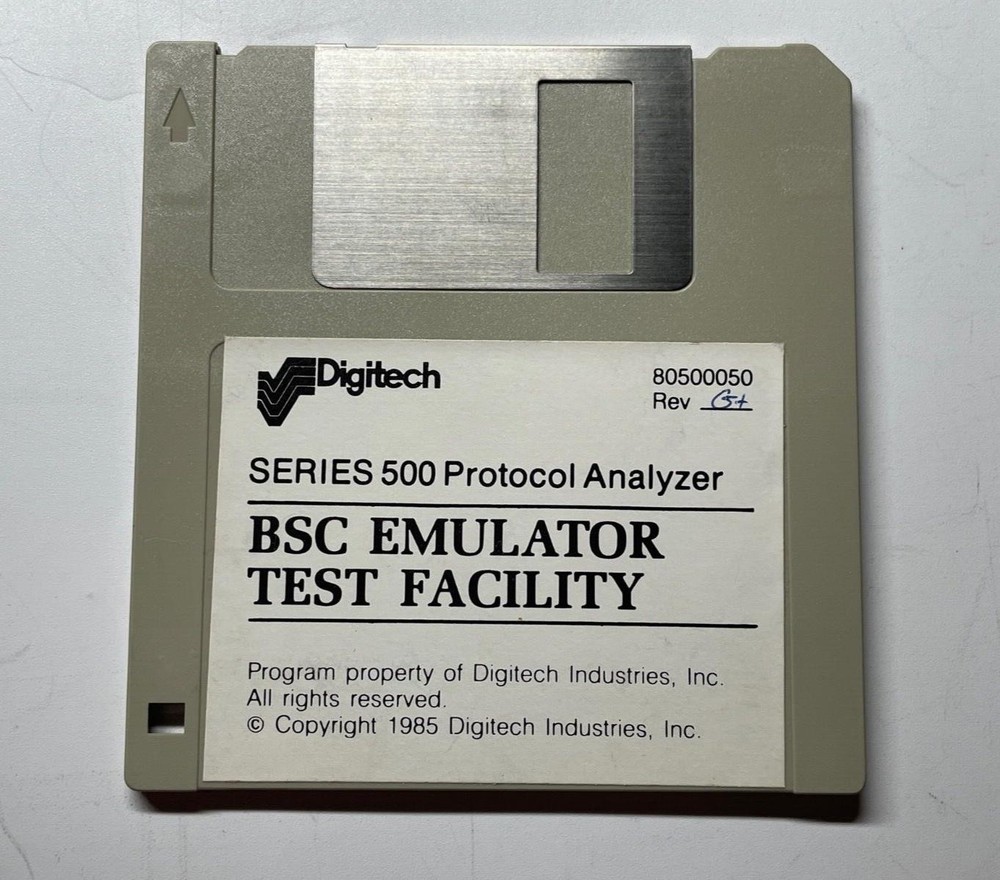 Digitech
80500050
Rev G+
SERIES 500 Protocol Analyzer
BSC EMULATOR
TEST FACILITY
Program property of Digitech Industries, Inc.
All rights reserved.
© Copyright 1985 Digitech Industries, Inc.